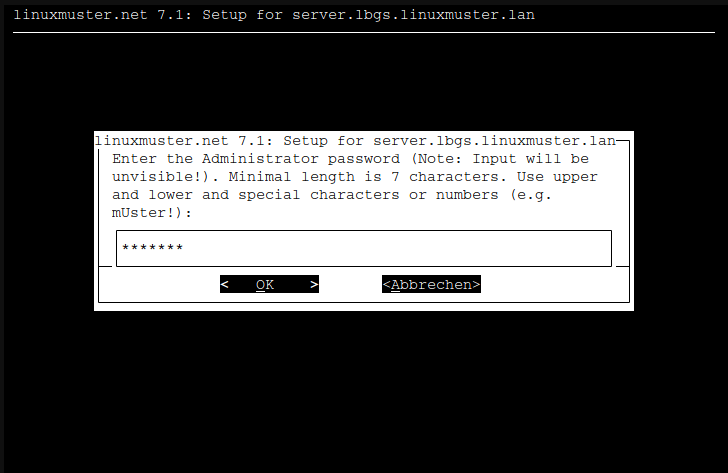 linuxmuster.net 7.1: Setup for server.lbgs.linuxmuster.lan
linuxmuster.net 7.1: Setup for server.lbgs.linuxmuster.lan
Enter the Administrator password (Note: Input will be
unvisible!). Minimal length is 7 characters. Use upper
and lower and special characters or numbers (e.g.
mUster!):
*******
<   OK    > <Abbrechen>